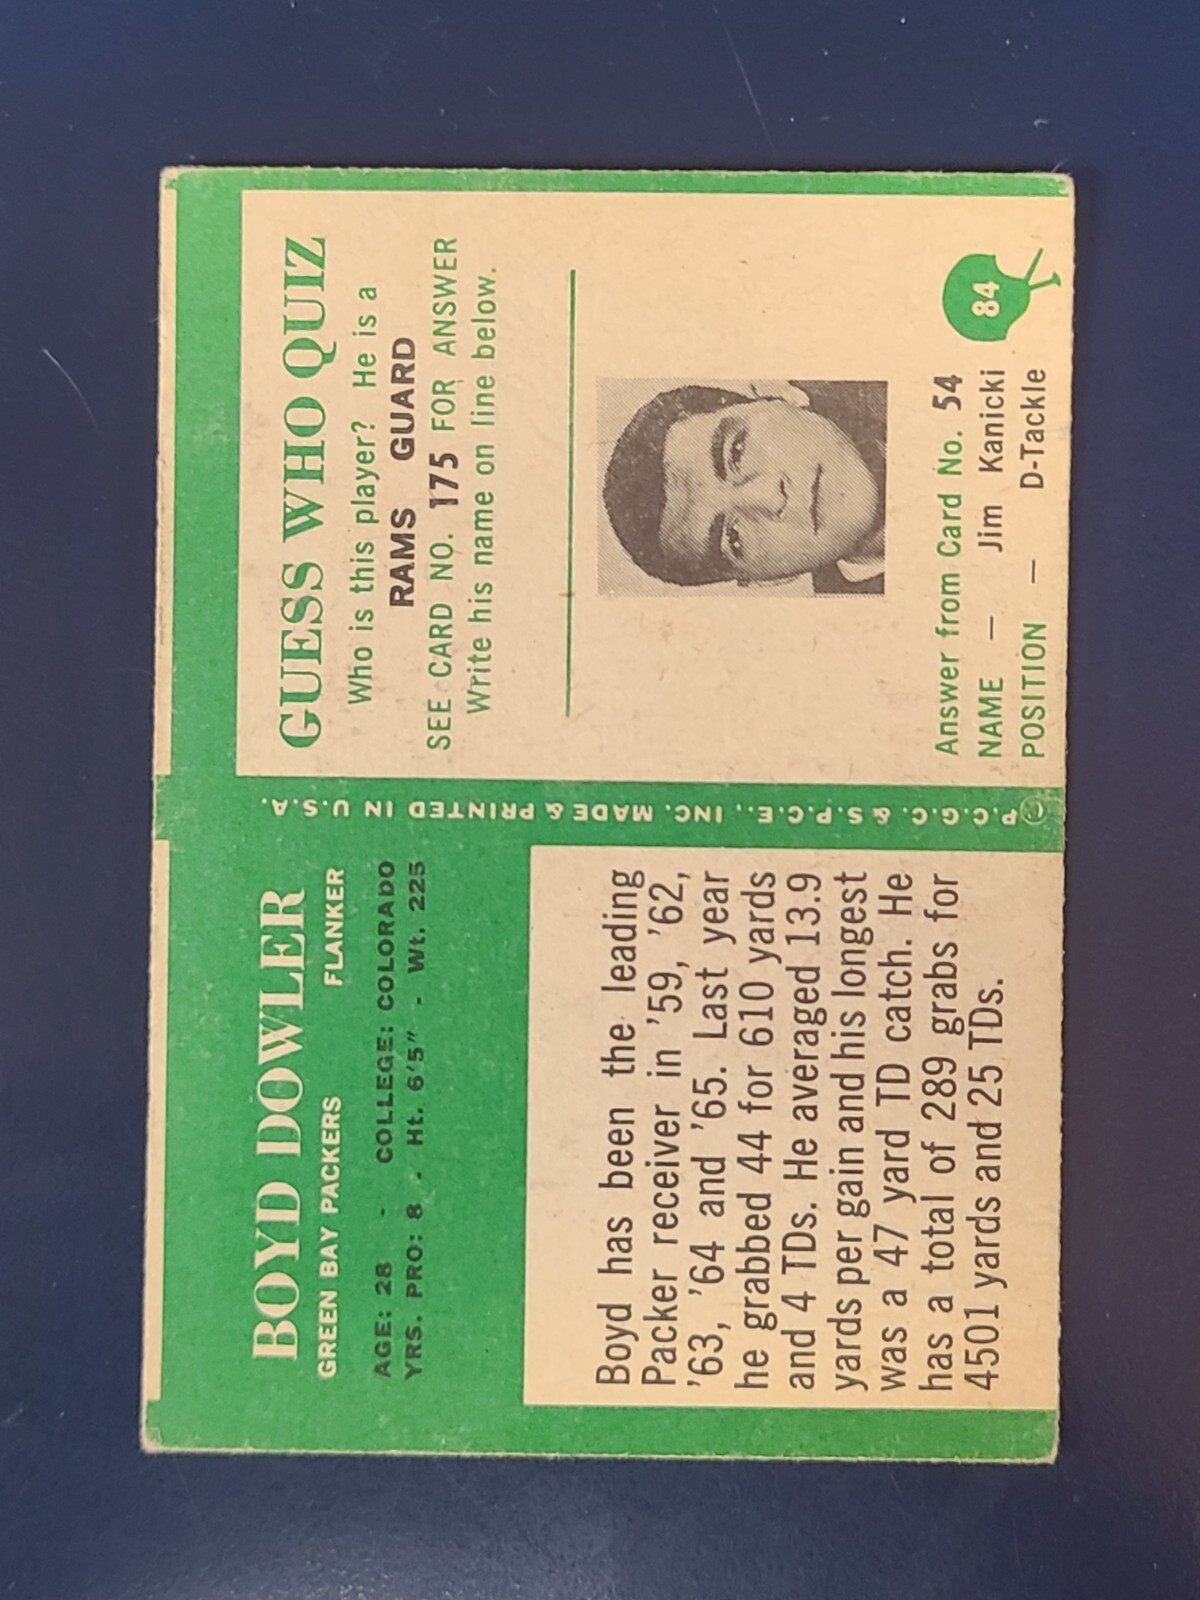 BOYD DOWLER
GREEN BAY PACKERS FLANKER
AGE: 28 - COLLEGE: COLORADO
YRS. PRO: 8 - Ht. 6'5" - Wt. 225
Boyd has been the leading
Packer receiver in '59, '62,
'63, '64 and '65. Last year
he grabbed 44 for 610 yards
and 4 TDs. He averaged 13.9
yards per gain and his longest
was a 47 yard TD catch. He
has a total of 289 grabs for
4501 yards and 25 TDs.
© P.C.G.C. & S.P.C.E., INC. MADE & PRINTED IN U.S.A.
GUESS WHO QUIZ
Who is this player? He is a
RAMS GUARD
SEE CARD NO. 175 FOR ANSWER
Write his name on line below.
Answer from Card No. 54
NAME — Jim Kanicki
POSITION — D-Tackle
84